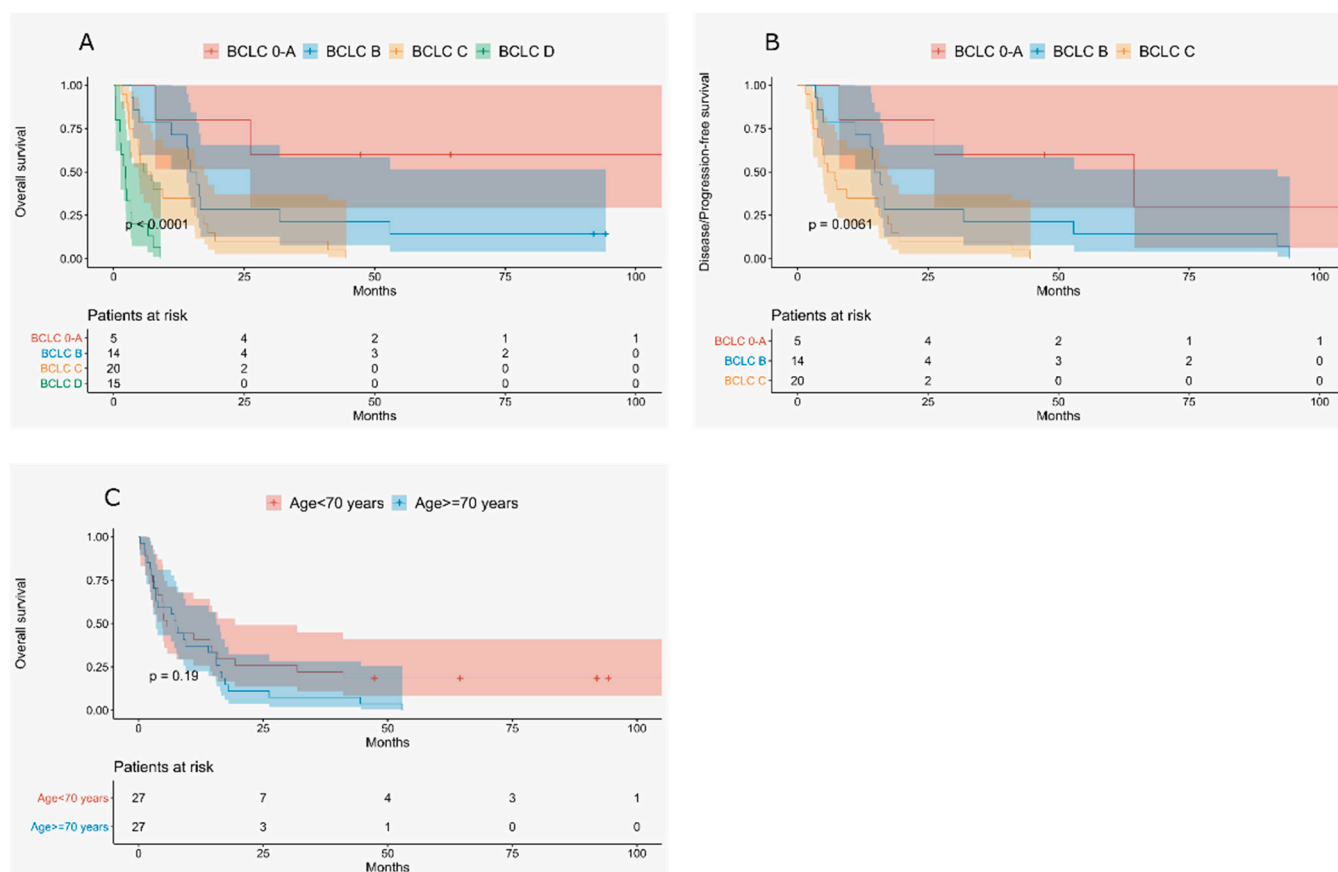 A
BCLC 0-A BCLC B BCLC C BCLC D
Overall survival
1.00
0.75
0.50
0.25
0.00
p < 0.0001
0 25 50 75 100
Months
Patients at risk
BCLC 0-A 5 4 2 1 1
BCLC B 14 4 3 2 0
BCLC C 20 2 0 0 0
BCLC D 15 0 0 0 0
0 25 50 75 100
Months
B
BCLC 0-A BCLC B BCLC C
Disease/Progression-free survival
1.00
0.75
0.50
0.25
0.00
p = 0.0061
0 25 50 75 100
Months
Patients at risk
BCLC 0-A 5 4 2 1 1
BCLC B 14 4 3 2 0
BCLC C 20 2 0 0 0
0 25 50 75 100
Months
C
Age<70 years Age>=70 years
Overall survival
1.00
0.75
0.50
0.25
0.00
p = 0.19
0 25 50 75 100
Months
Patients at risk
Age<70 years 27 7 4 3 1
Age>=70 years 27 3 1 0 0
0 25 50 75 100
Months